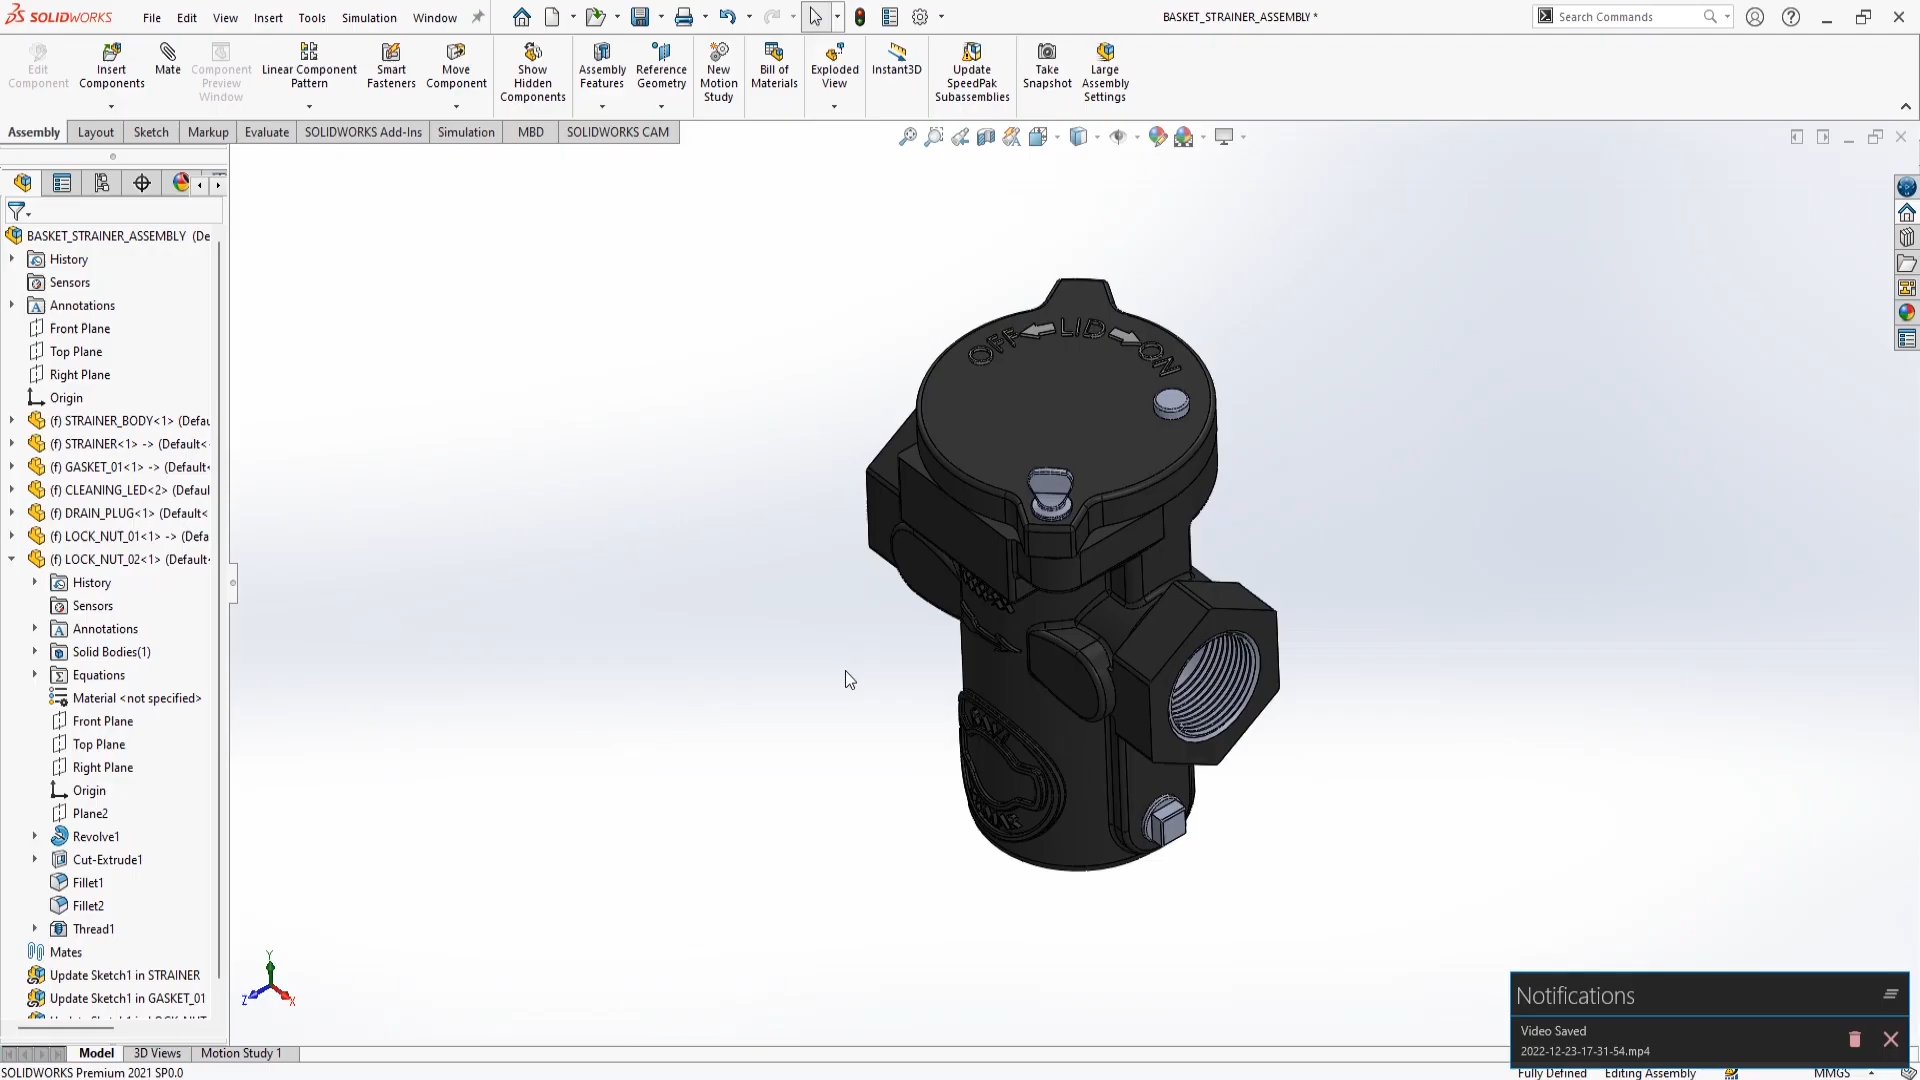 SOLIDWORKS
File
Edit
View
Insert
Tools
Simulation
Window
BASKET_STRAINER_ASSEMBLY *
Search Commands
Edit
Component
Insert
Components
Mate
Component
Preview
Window
Linear Component
Pattern
Smart
Fasteners
Move
Component
Show
Hidden
Components
Assembly
Features
Reference
Geometry
New
Motion
Study
Bill of
Materials
Exploded
View
Instant3D
Update
SpeedPak
Subassemblies
Take
Snapshot
Large
Assembly
Settings
Assembly
Layout
Sketch
Markup
Evaluate
SOLIDWORKS Add-Ins
Simulation
MBD
SOLIDWORKS CAM
BASKET_STRAINER_ASSEMBLY (De
History
Sensors
Annotations
Front Plane
Top Plane
Right Plane
Origin
(f) STRAINER_BODY<1> (Defau
(f) STRAINER<1> -> (Default<
(f) GASKET_01<1> -> (Default<
(f) CLEANING_LED<2> (Defaul
(f) DRAIN_PLUG<1> (Default<
(f) LOCK_NUT_01<1> -> (Defa
(f) LOCK_NUT_02<1> (Default<
History
Sensors
Annotations
Solid Bodies(1)
Equations
Material <not specified>
Front Plane
Top Plane
Right Plane
Origin
Plane2
Revolve1
Cut-Extrude1
Fillet1
Fillet2
Thread1
Mates
Update Sketch1 in STRAINER
Update Sketch1 in GASKET_01
OFF LID ON
Y
Z
X
Notifications
Video Saved
2022-12-23-17-31-54.mp4
Model
3D Views
Motion Study 1
SOLIDWORKS Premium 2021 SP0.0
Fully Defined
Editing Assembly
MMGS